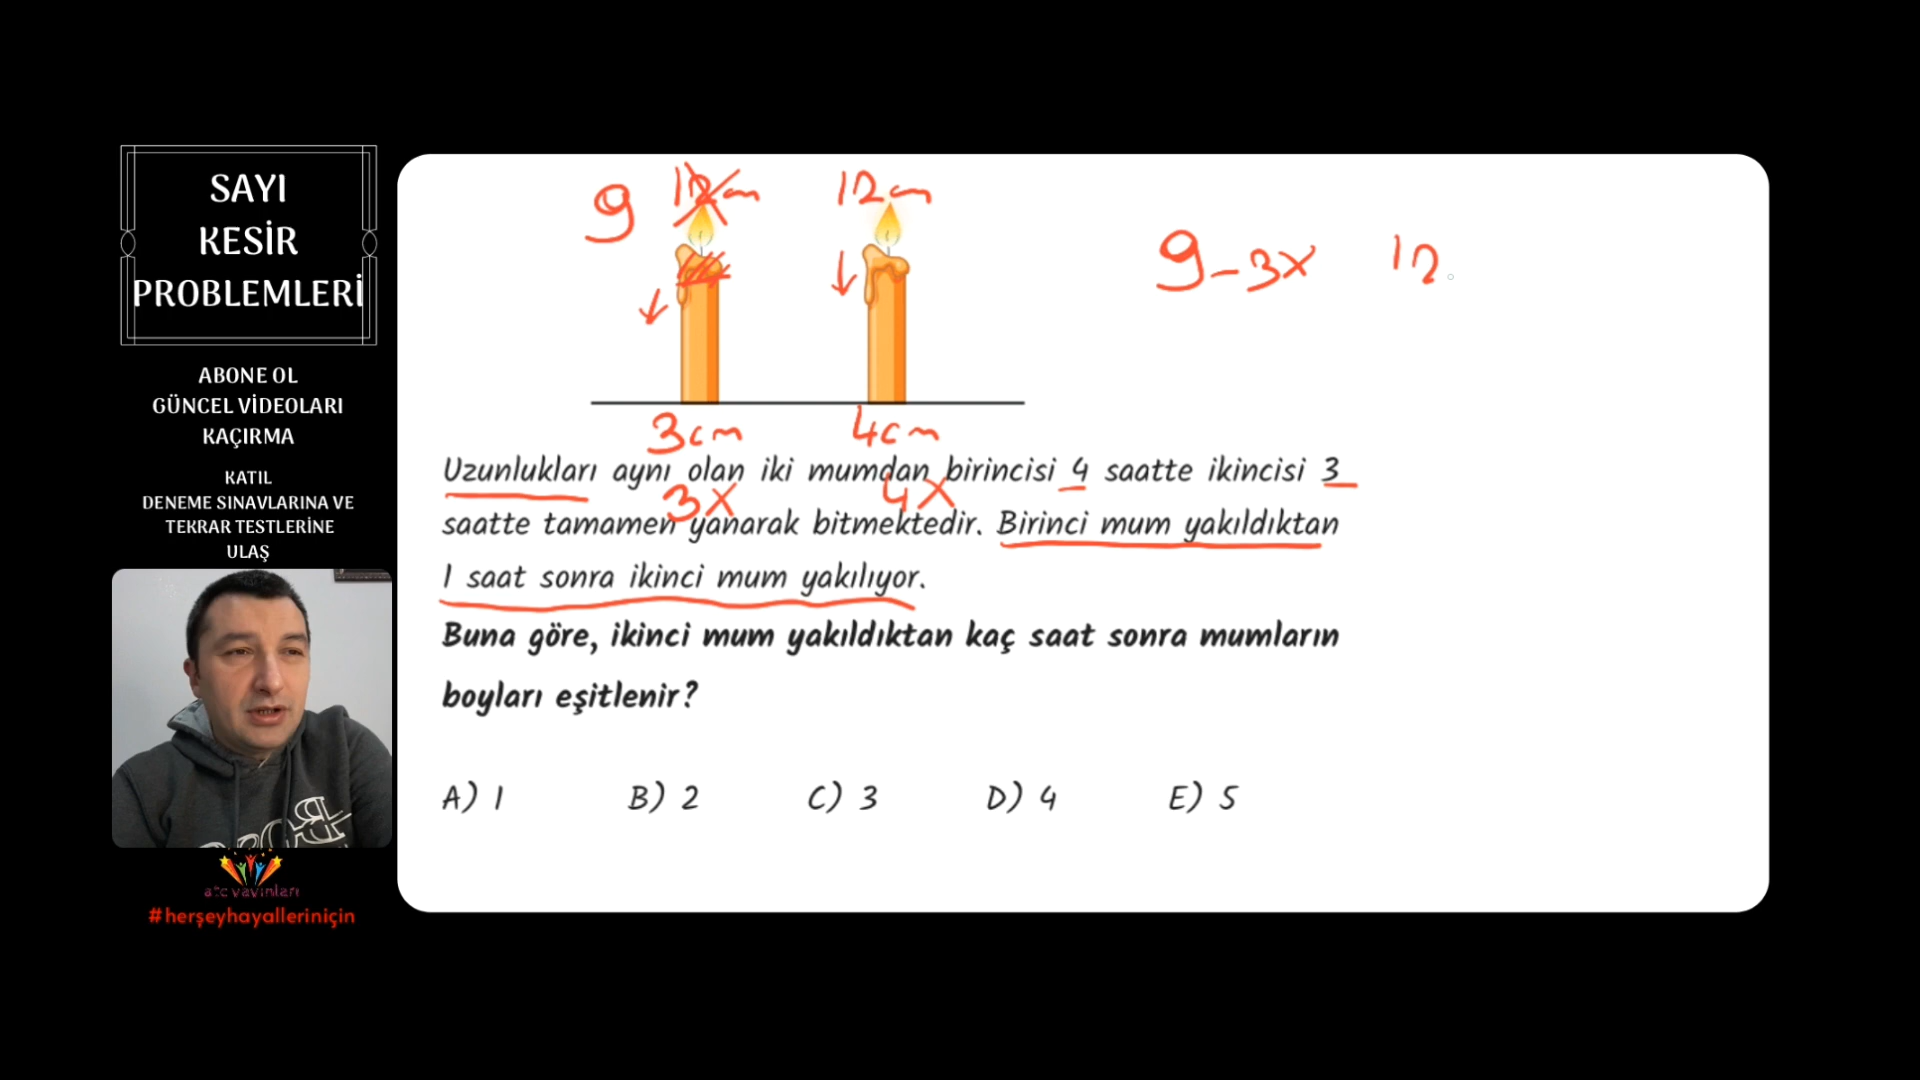 SAYI
KESİR
PROBLEMLERİ
ABONE OL
GÜNCEL VİDEOLARI
KAÇIRMA
KATIL
DENEME SINAVLARINA VE
TEKRAR TESTLERİNE
ULAŞ
atc yayınları
#herşeyhayalleriniçin
9 12cm 12cm
9-3x 12
3cm 4cm
Uzunlukları aynı olan iki mumdan birincisi 4 saatte ikincisi 3
3x 4x
saatte tamamen yanarak bitmektedir. Birinci mum yakıldıktan
1 saat sonra ikinci mum yakılıyor.
Buna göre, ikinci mum yakıldıktan kaç saat sonra mumların
boyları eşitlenir?
A) 1 B) 2 C) 3 D) 4 E) 5